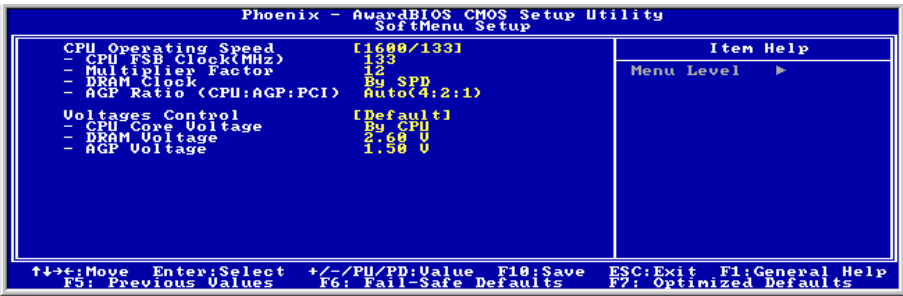 Phoenix - AwardBIOS CMOS Setup Utility
SoftMenu Setup
CPU Operating Speed [1600/133]
- CPU FSB Clock(MHz) 133
- Multiplier Factor 12
- DRAM Clock By SPD
- AGP Ratio (CPU:AGP:PCI) Auto(4:2:1)
Voltages Control [Default]
- CPU Core Voltage By CPU
- DRAM Voltage 2.60 V
- AGP Voltage 1.50 V
Item Help
Menu Level ►
↑↓→←:Move Enter:Select +/-/PU/PD:Value F10:Save ESC:Exit F1:General Help
F5: Previous Values F6: Fail-Safe Defaults F7: Optimized Defaults